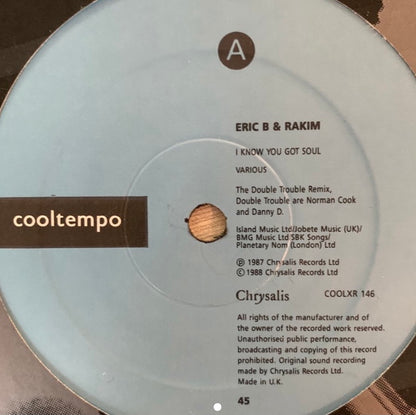 A
ERIC B & RAKIM
I KNOW YOU GOT SOUL
VARIOUS
The Double Trouble Remix,
Double Trouble are Norman Cook
and Danny D.
Island Music Ltd/Jobete Music (UK)/
BMG Music Ltd SBK Songs/
Planetary Nom (London) Ltd
℗ 1987 Chrysalis Records Ltd
© 1988 Chrysalis Records Ltd
cooltempo
Chrysalis COOLXR 146
All rights of the manufacturer and of
the owner of the recorded work reserved.
Unauthorised public performance,
broadcasting and copying of this record
prohibited. Original sound recording
made by Chrysalis Records Ltd.
Made in U.K.
45